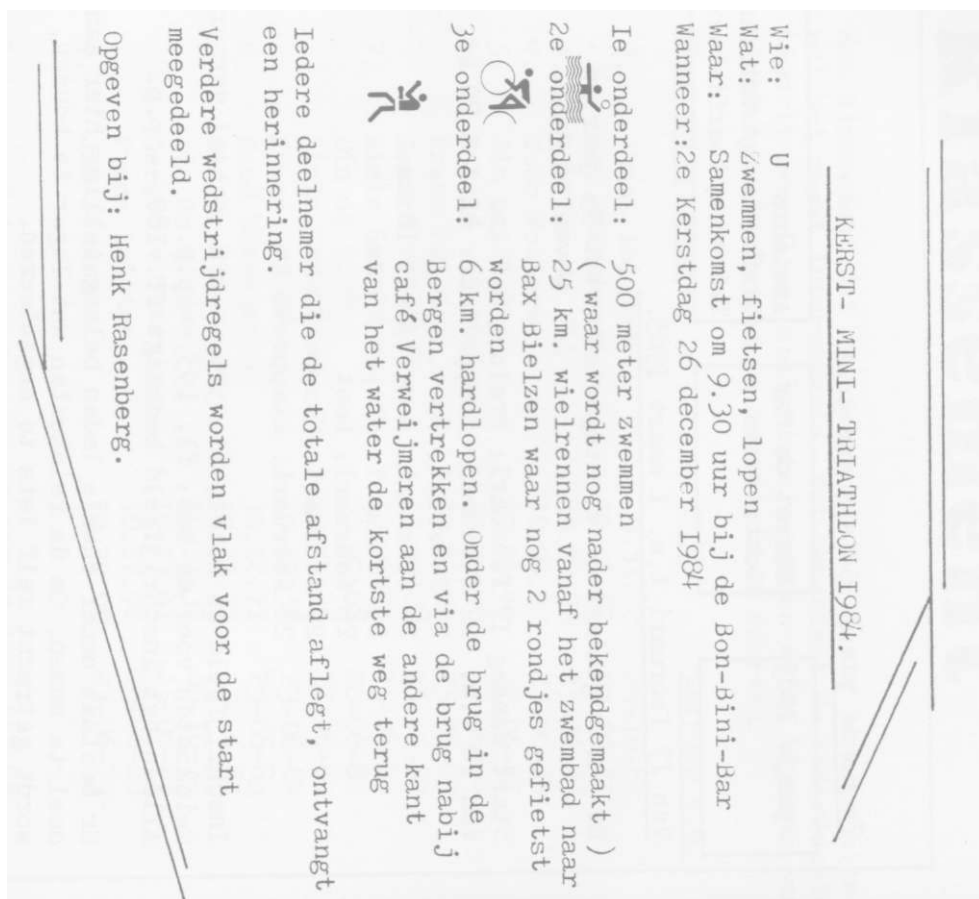 KERST- MINI- TRIATHLON I984.
Wie: U
Wat: Zwemmen, fietsen, lopen
Waar: Samenkomst om 9.30 uur bij de Bon-Bini-Bar
Wanneer:2e Kerstdag 26 december I984
Ie onderdeel: 500 meter zwemmen
( waar wordt nog nader bekendgemaakt )
2e onderdeel: 25 km. wielrennen vanaf het zwembad naar
Bax Bielzen waar nog 2 rondjes gefietst
worden.
3e onderdeel: 6 km. hardlopen. Onder de brug in de
Bergen vertrekken en via de brug nabij
café Verweijmeren aan de andere kant
van het water de kortste weg terug
Iedere deelnemer die de totale afstand aflegt, ontvangt
een herinnering.
Verdere wedstrijdregels worden vlak voor de start
meegedeeld.
Opgeven bij: Henk Rasenberg.